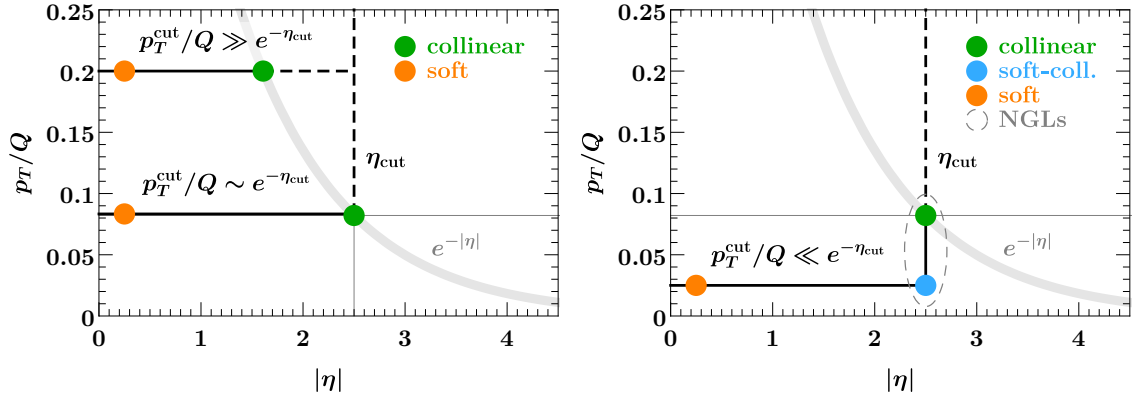 0.25
0.2
0.15
0.1
0.05
0
p_T/Q
p_T^cut/Q ≫ e^{-η_cut}
collinear
soft
η_cut
p_T^cut/Q ∼ e^{-η_cut}
e^{-|η|}
0 1 2 3 4
|η|
0.25
0.2
0.15
0.1
0.05
0
p_T/Q
collinear
soft-coll.
soft
NGLs
η_cut
p_T^cut/Q ≪ e^{-η_cut}
e^{-|η|}
0 1 2 3 4
|η|